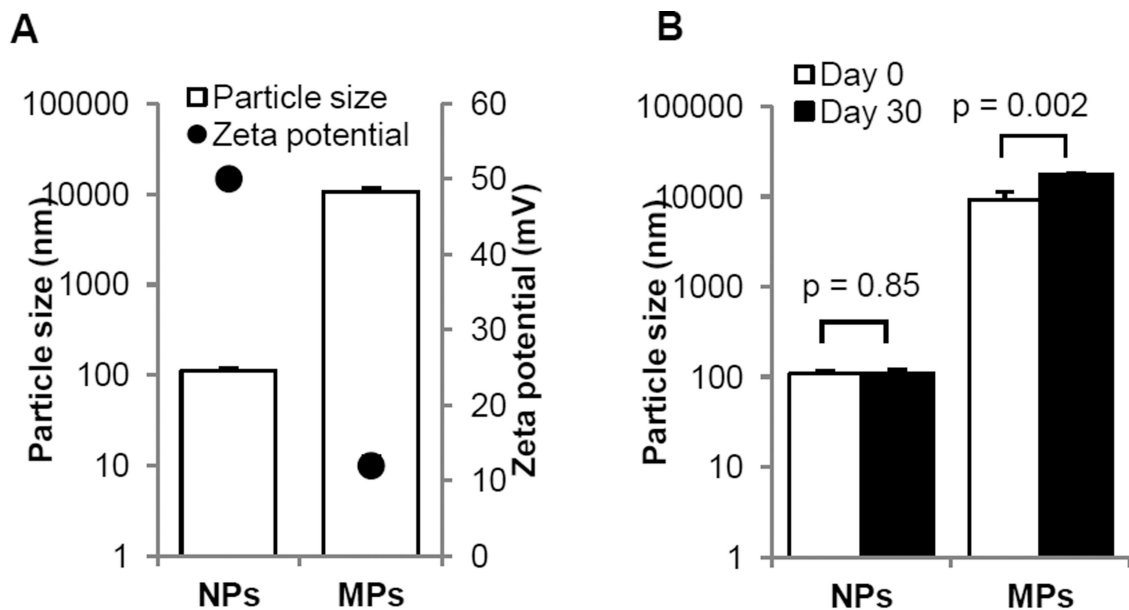 A
Particle size
Zeta potential
Particle size (nm)
100000
10000
1000
100
10
1
Zeta potential (mV)
60
50
40
30
20
10
0
NPs
MPs
B
Day 0
Day 30
p = 0.002
p = 0.85
Particle size (nm)
100000
10000
1000
100
10
1
NPs
MPs